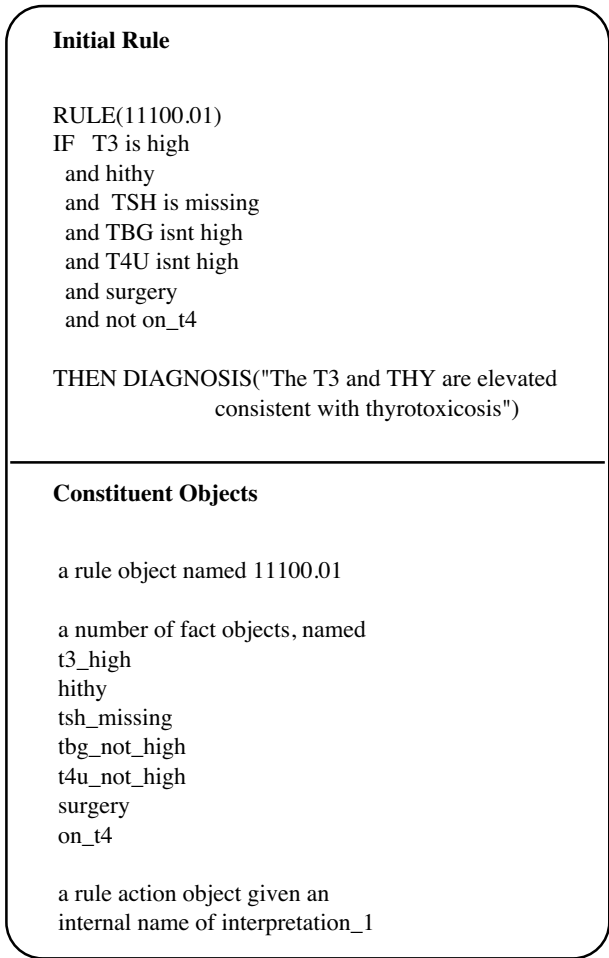 Initial Rule
RULE(11100.01)
IF T3 is high
and hithy
and TSH is missing
and TBG isnt high
and T4U isnt high
and surgery
and not on_t4
THEN DIAGNOSIS("The T3 and THY are elevated
consistent with thyrotoxicosis")
Constituent Objects
a rule object named 11100.01
a number of fact objects, named
t3_high
hithy
tsh_missing
tbg_not_high
t4u_not_high
surgery
on_t4
a rule action object given an
internal name of interpretation_1